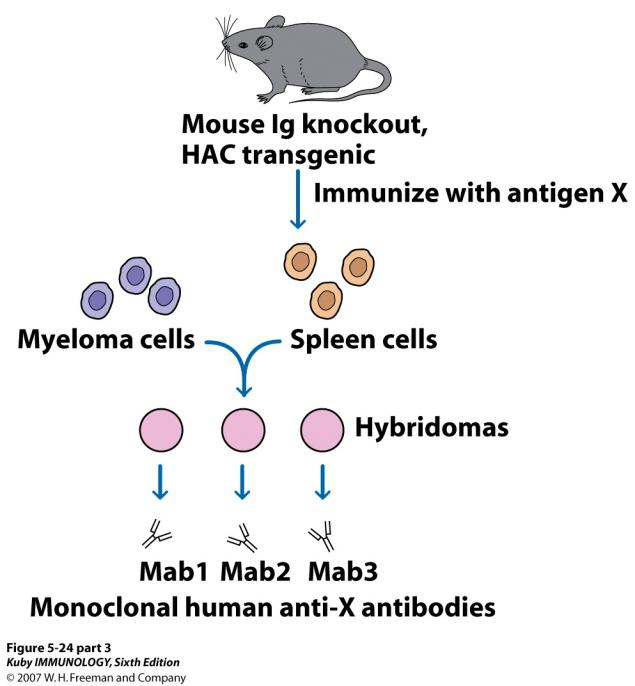 Mouse Ig knockout,
HAC transgenic
Immunize with antigen X
Myeloma cells
Spleen cells
Hybridomas
Mab1 Mab2 Mab3
Monoclonal human anti-X antibodies
Figure 5-24 part 3
Kuby IMMUNOLOGY, Sixth Edition
© 2007 W. H. Freeman and Company